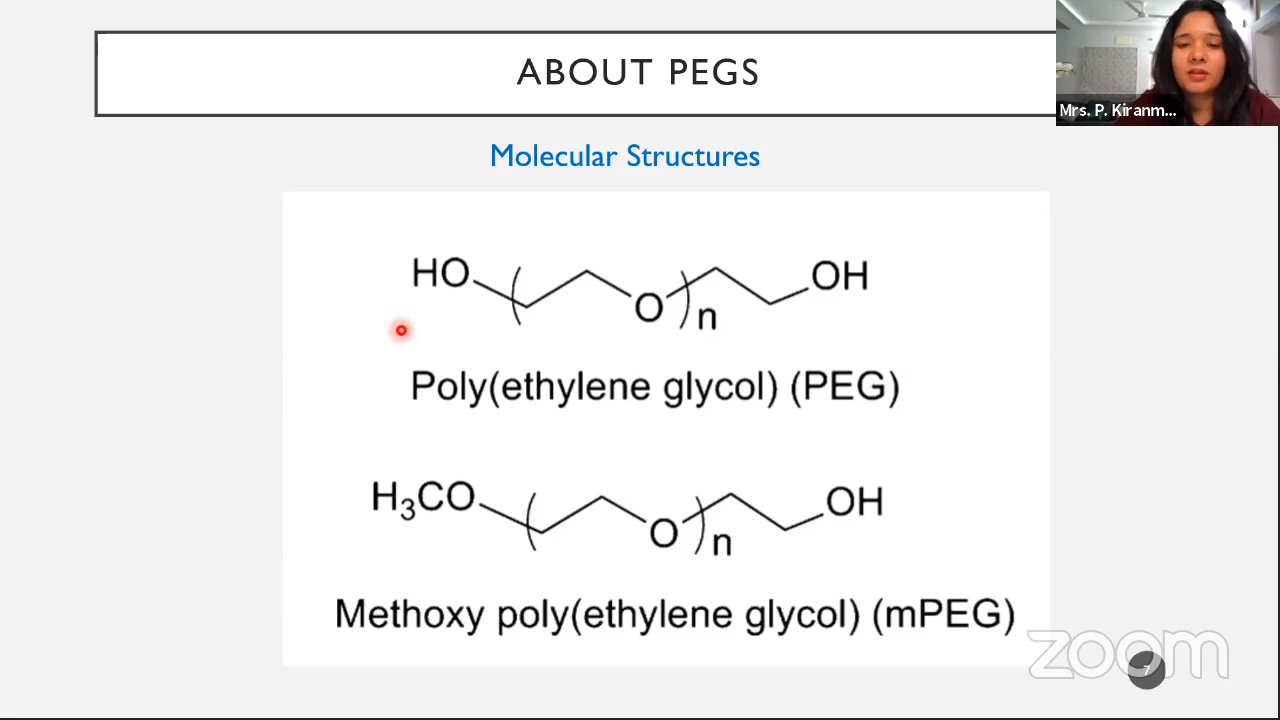 ABOUT PEGS
Mrs. P. Kiranm...
Molecular Structures
HO
O
n
OH
Poly(ethylene glycol) (PEG)
H₃CO
O
n
OH
Methoxy poly(ethylene glycol) (mPEG)
zoom
7